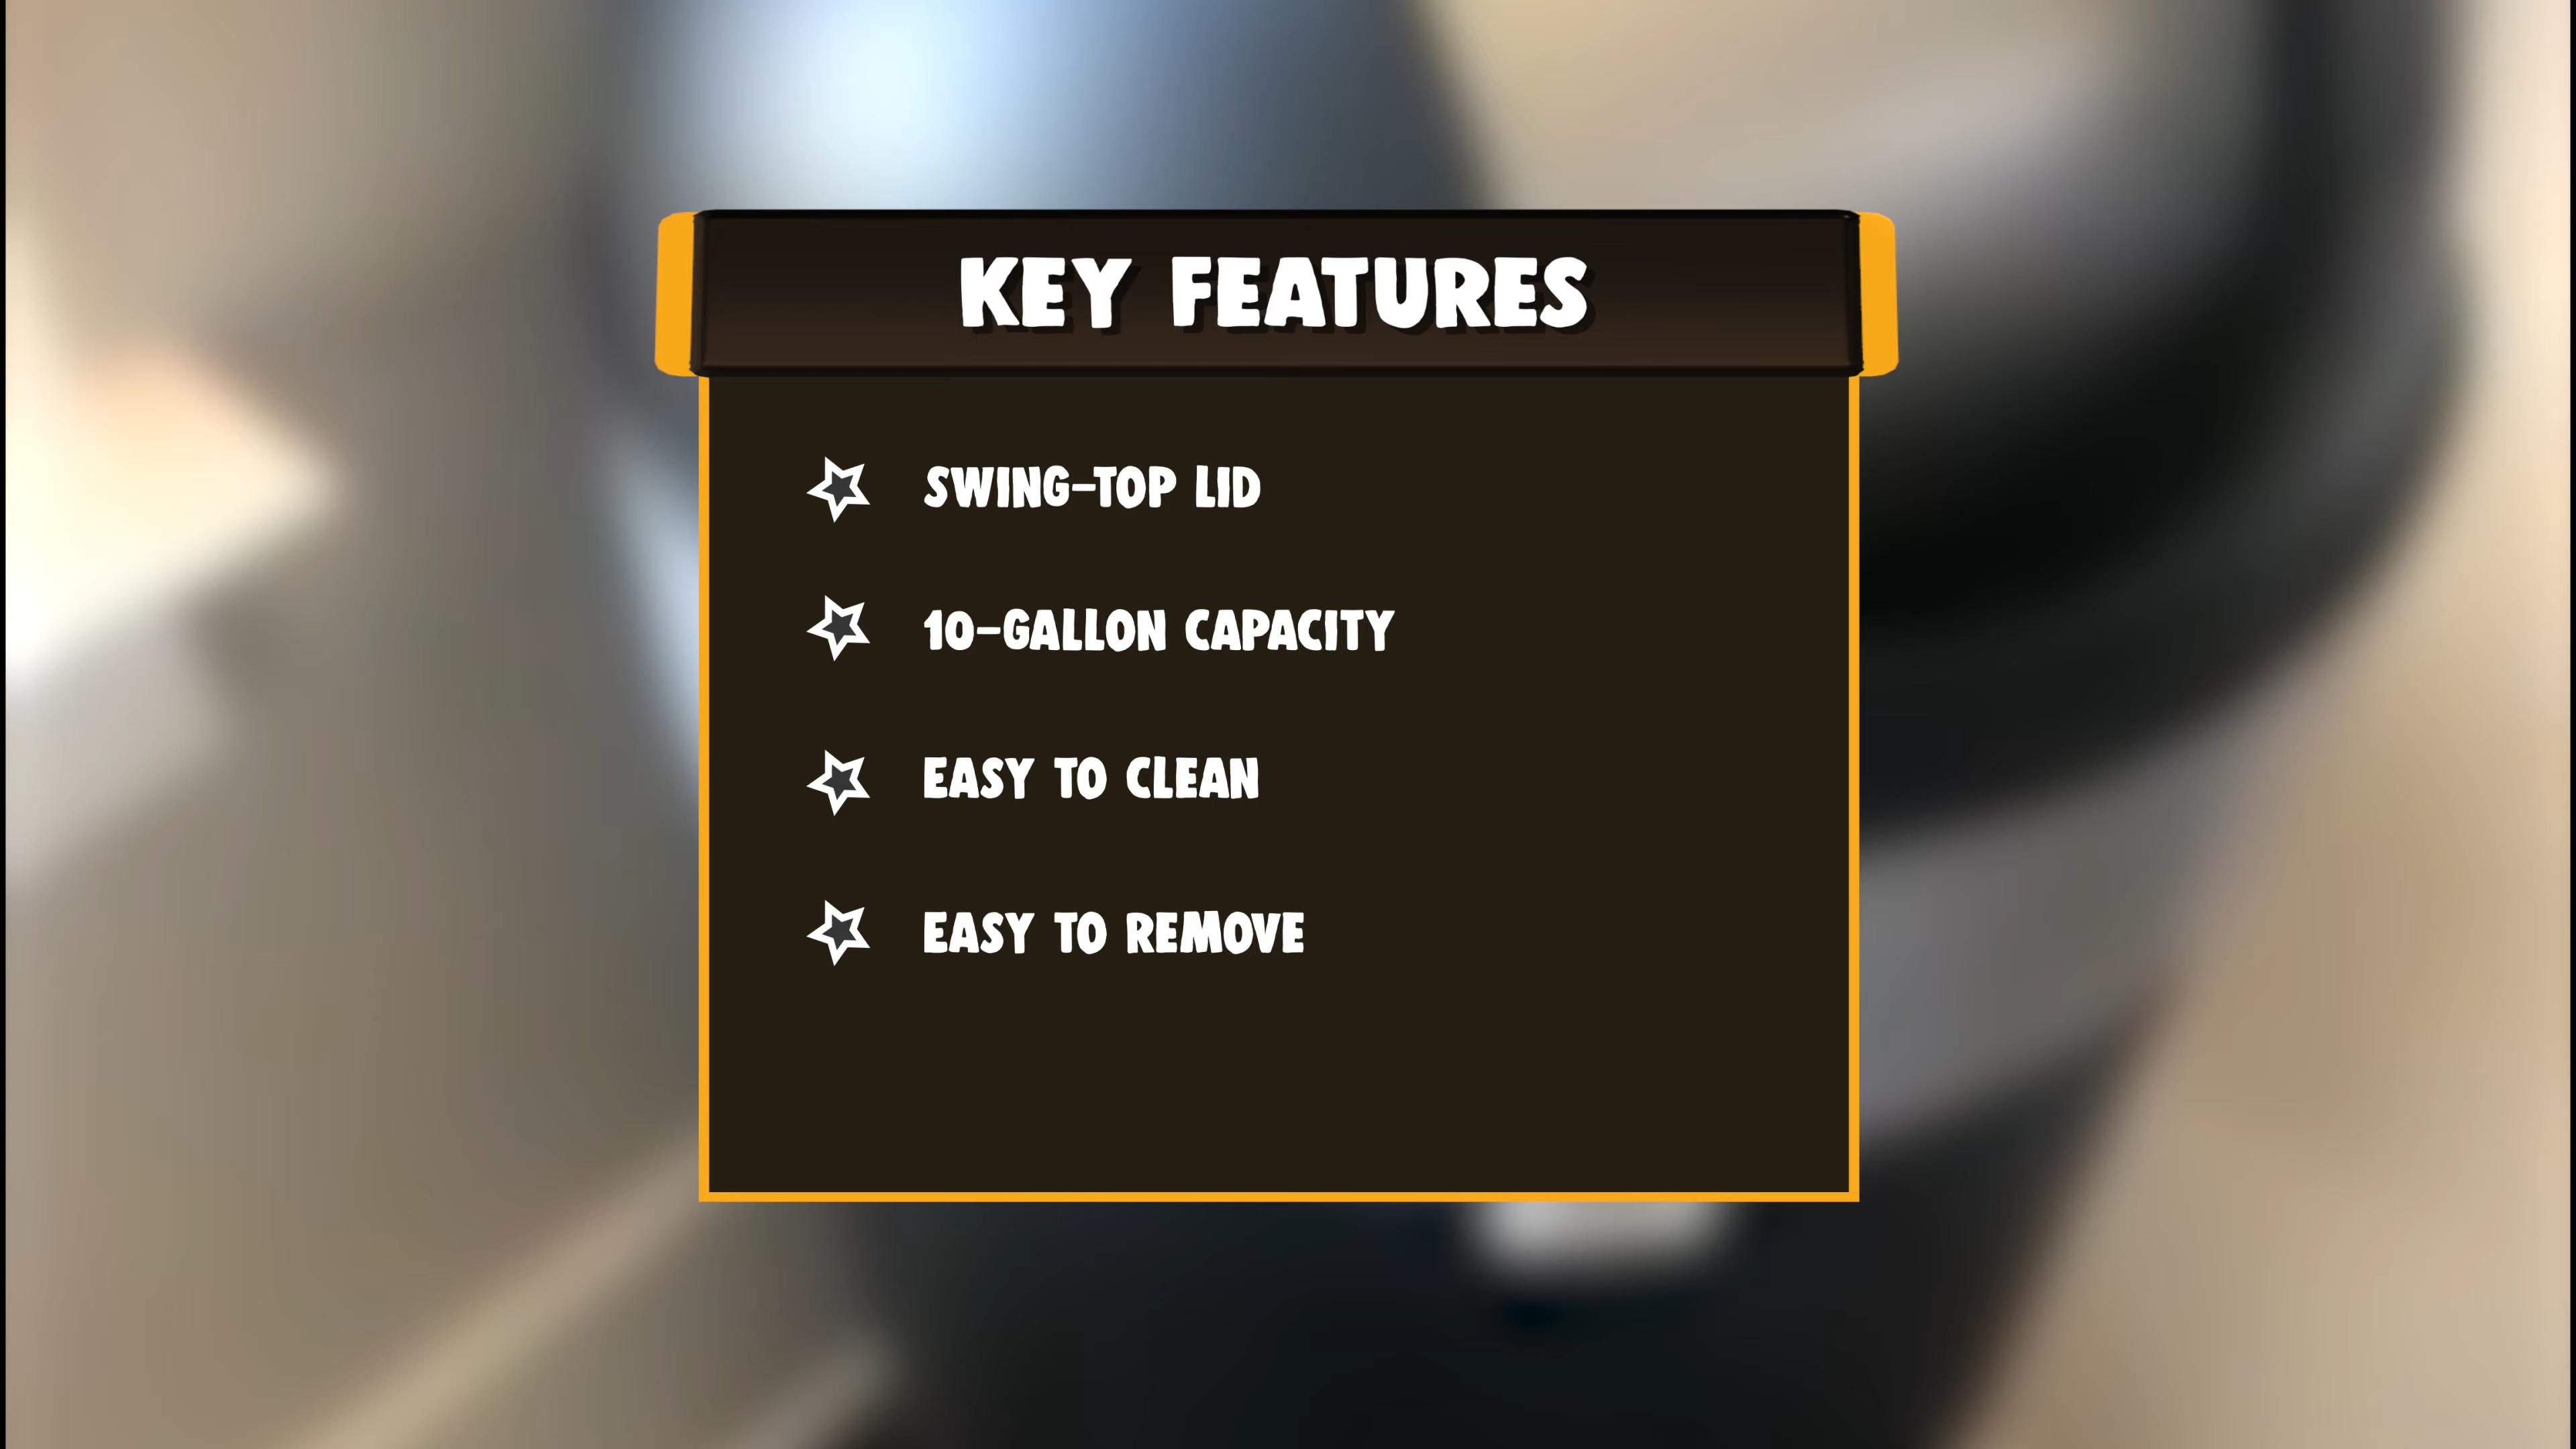 KEY FEATURES
SWING-TOP LID
10-GALLON CAPACITY
EASY TO CLEAN
EASY TO REMOVE